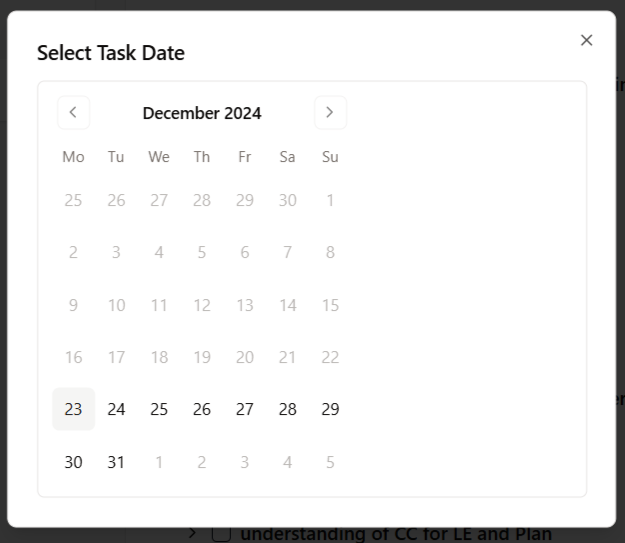 Select Task Date
December 2024
Mo Tu We Th Fr Sa Su
25 26 27 28 29 30 1
2 3 4 5 6 7 8
9 10 11 12 13 14 15
16 17 18 19 20 21 22
23 24 25 26 27 28 29
30 31 1 2 3 4 5
understanding of CC for LE and Plan